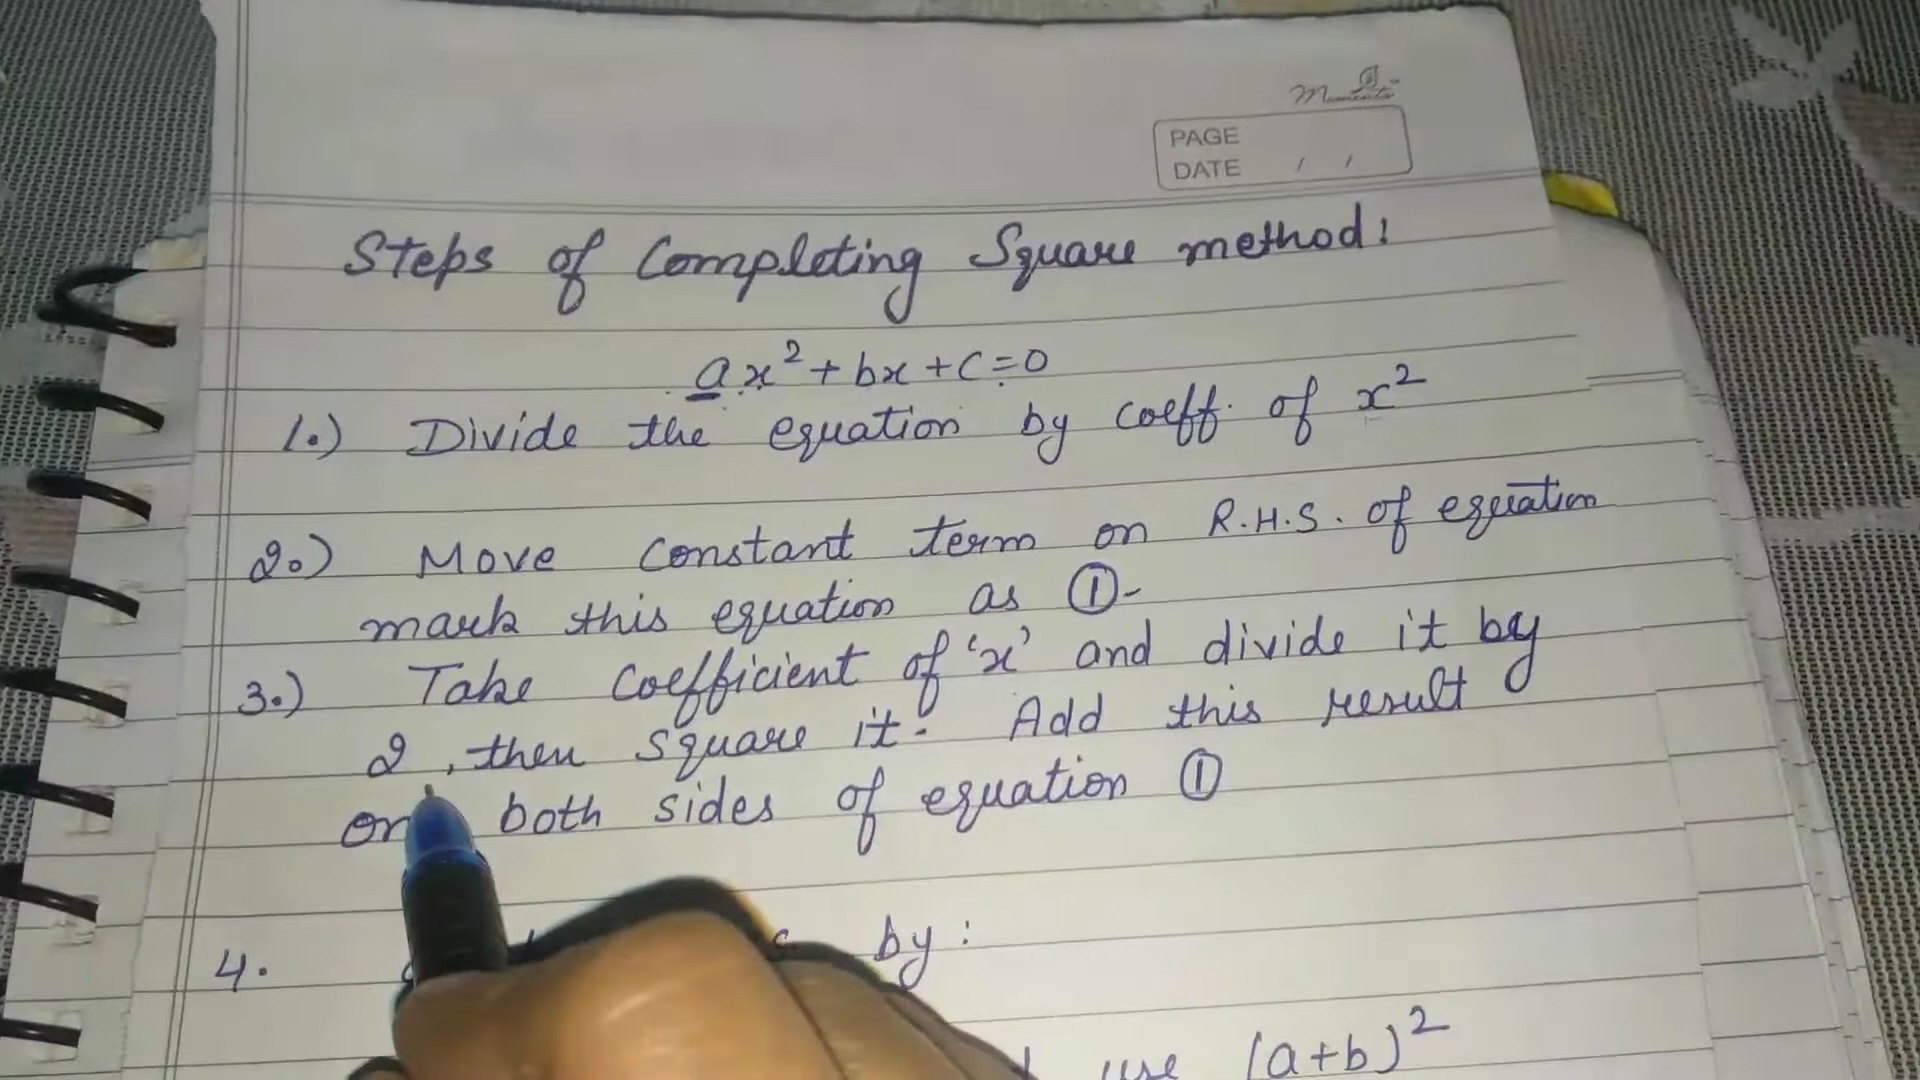 Momento
PAGE
DATE / /
Steps of Completing Square method:
ax² + bx + c = 0
1.) Divide the equation by coeff. of x²
2.) Move Constant term on R.H.S. of equation
mark this equation as ①-
3.) Take Coefficient of 'x' and divide it by
2, then square it. Add this result
on both sides of equation ①
4. by:
use (a+b)²